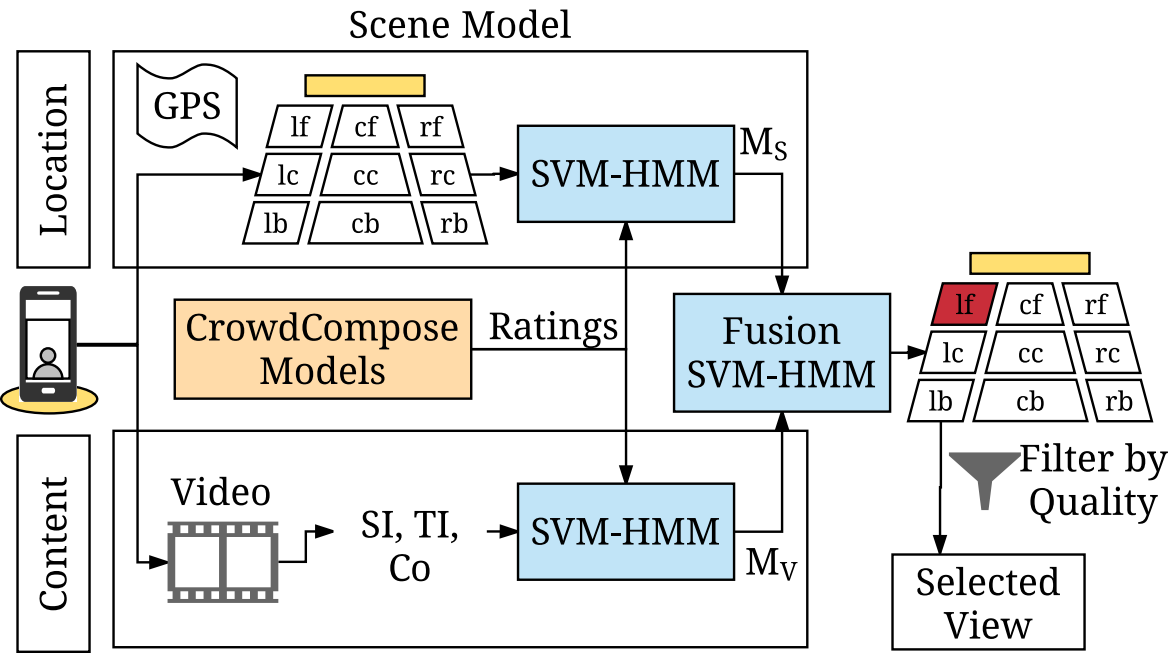 Scene Model
Location
GPS
lf cf rf
lc cc rc
lb cb rb
SVM-HMM
M_S
CrowdCompose
Models
Ratings
Fusion
SVM-HMM
lf cf rf
lc cc rc
lb cb rb
Content
Video
SI, TI,
Co
SVM-HMM
M_V
Filter by
Quality
Selected
View